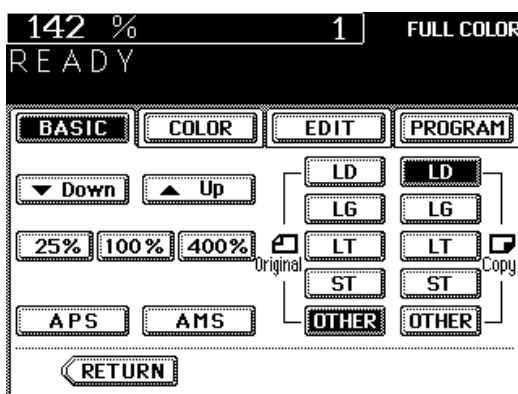 142 % 1 FULL COLOR
READY
BASIC COLOR EDIT PROGRAM
LD LD
Down Up
LG LG
25% 100% 400% LT LT
Original Copy
ST ST
APS AMS OTHER OTHER
RETURN